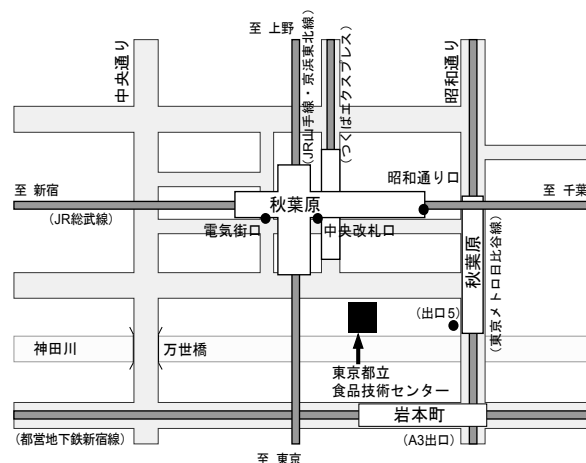 至 上野
中央通り
(JR山手線・京浜東北線)
(つくばエクスプレス)
昭和通り
昭和通り口
至 新宿
秋葉原
至 千葉
(JR総武線)
電気街口
中央改札口
秋葉原
(東京メトロ日比谷線)
(出口5)
神田川
万世橋
東京都立
食品技術センター
岩本町
(都営地下鉄新宿線)
(A3出口)
至 東京